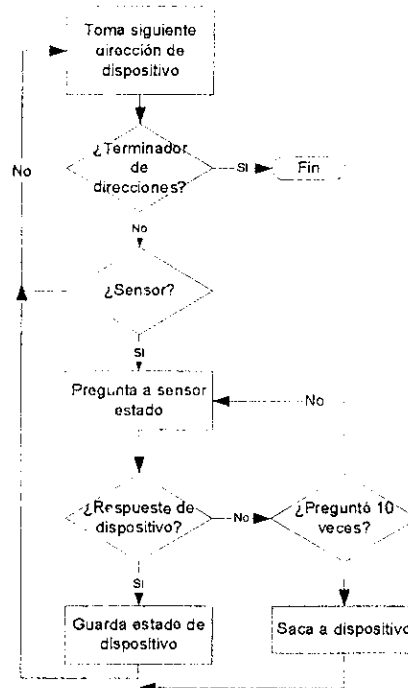 Toma siguiente
dirección de
dispositivo
¿Terminador
de
direcciones?
SI
Fin
No
No
¿Sensor?
SI
Pregunta a sensor
estado
No
¿Respueste de
dispositivo?
No
¿Preguntó 10
veces?
Si
Guarda estado de
dispositivo
Saca a dispositivo